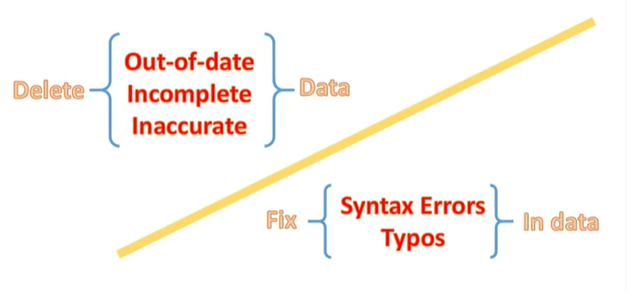 Out-of-date
Delete Incomplete Data
Inaccurate
Syntax Errors
Fix In data
Typos